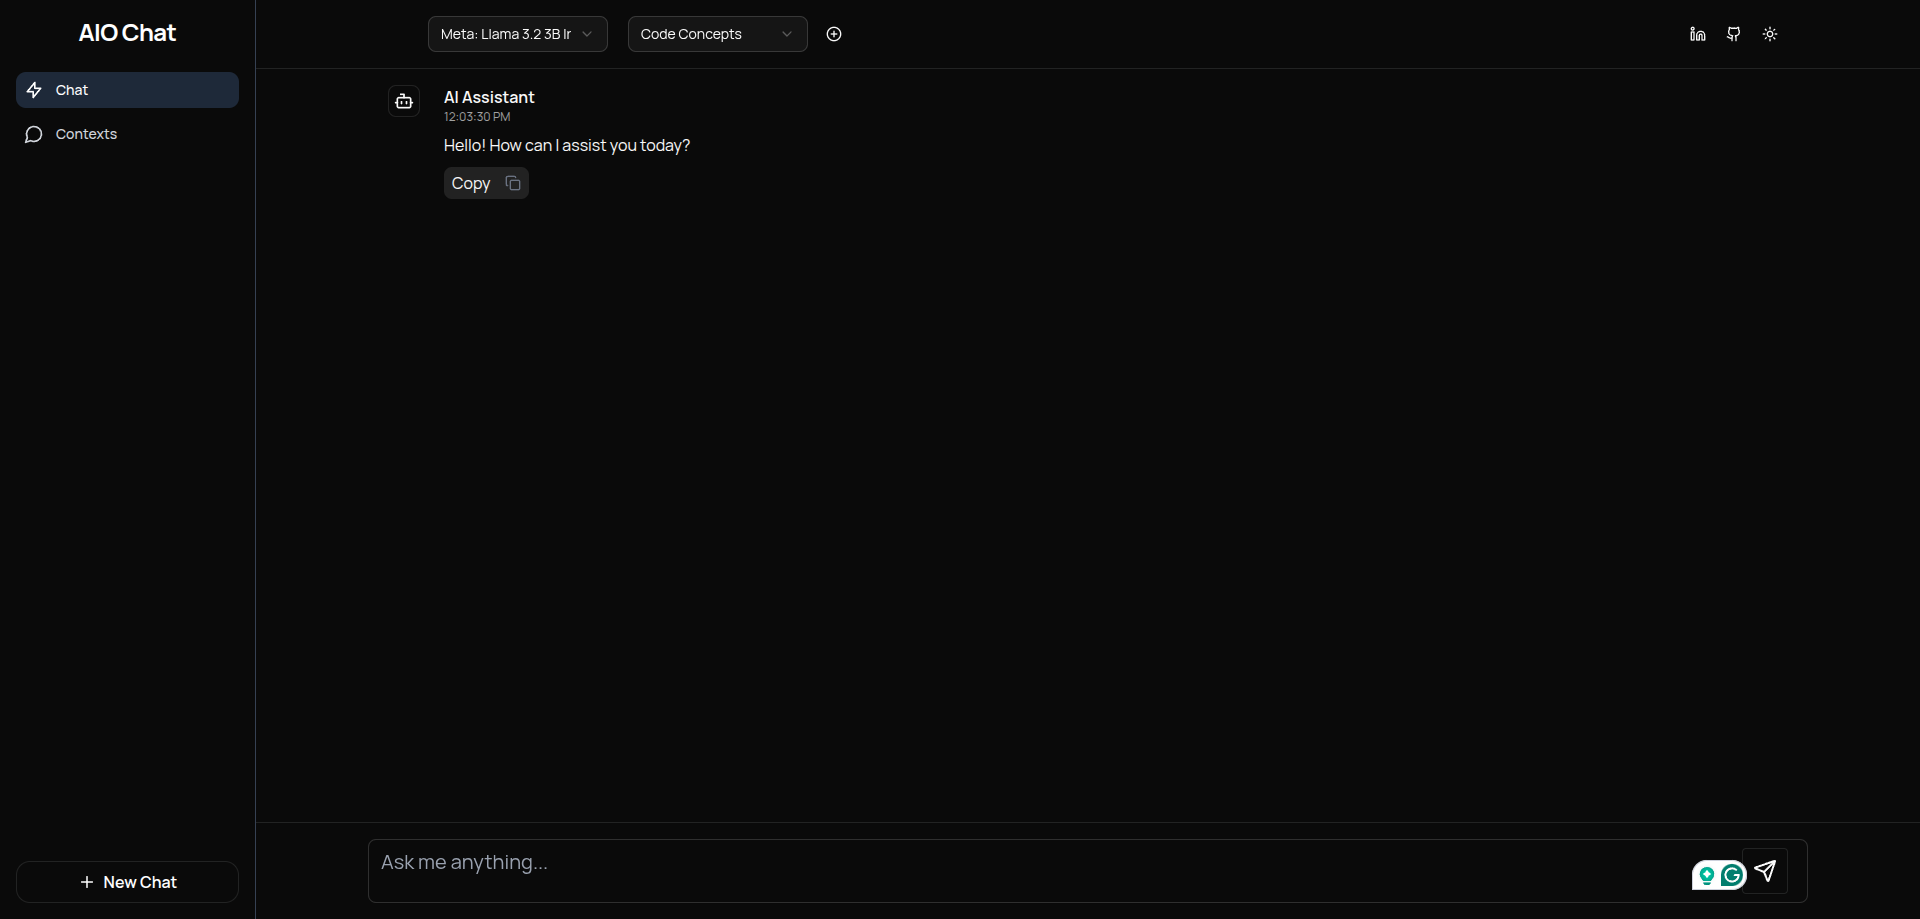 AIO Chat
Chat
Contexts
New Chat
Meta: Llama 3.2 3B Ir
Code Concepts
AI Assistant
12:03:30 PM
Hello! How can I assist you today?
Copy
Ask me anything...